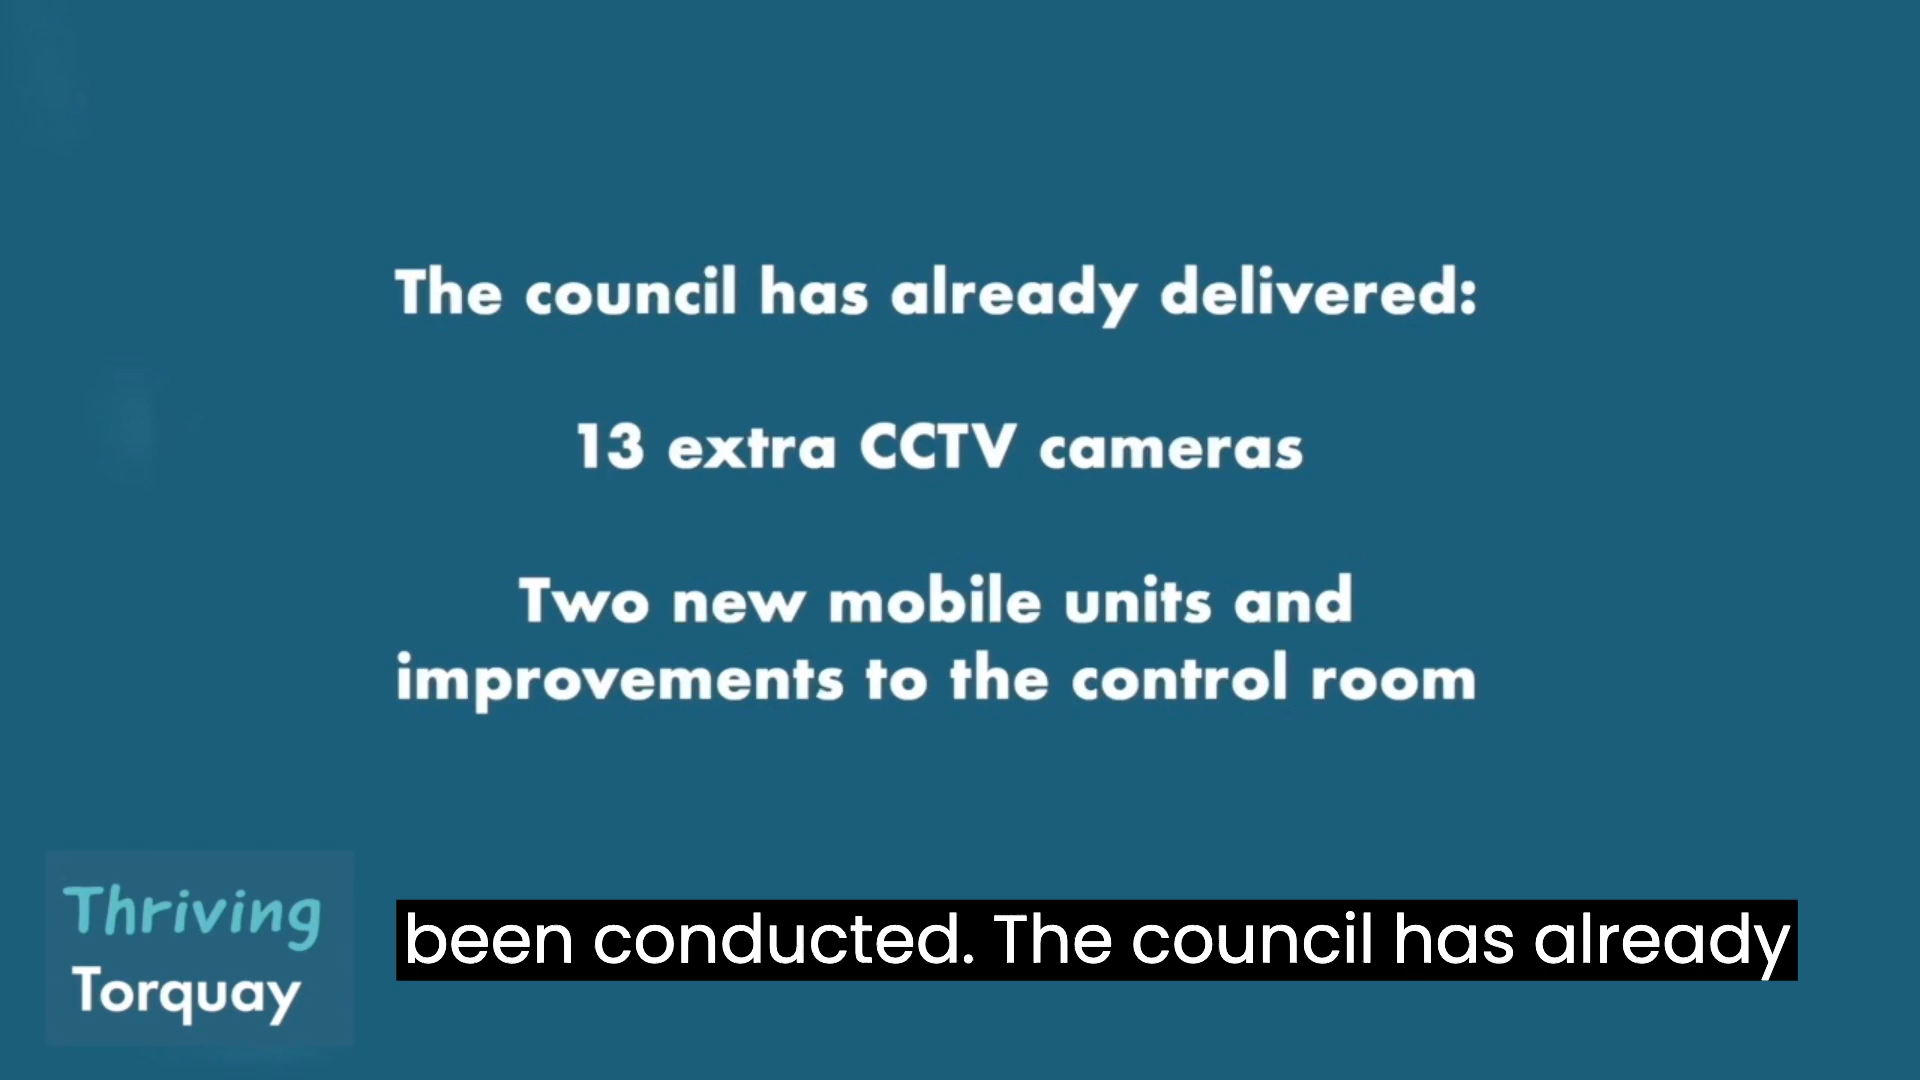 The council has already delivered:
13 extra CCTV cameras
Two new mobile units and
improvements to the control room
Thriving
Torquay
been conducted. The council has already